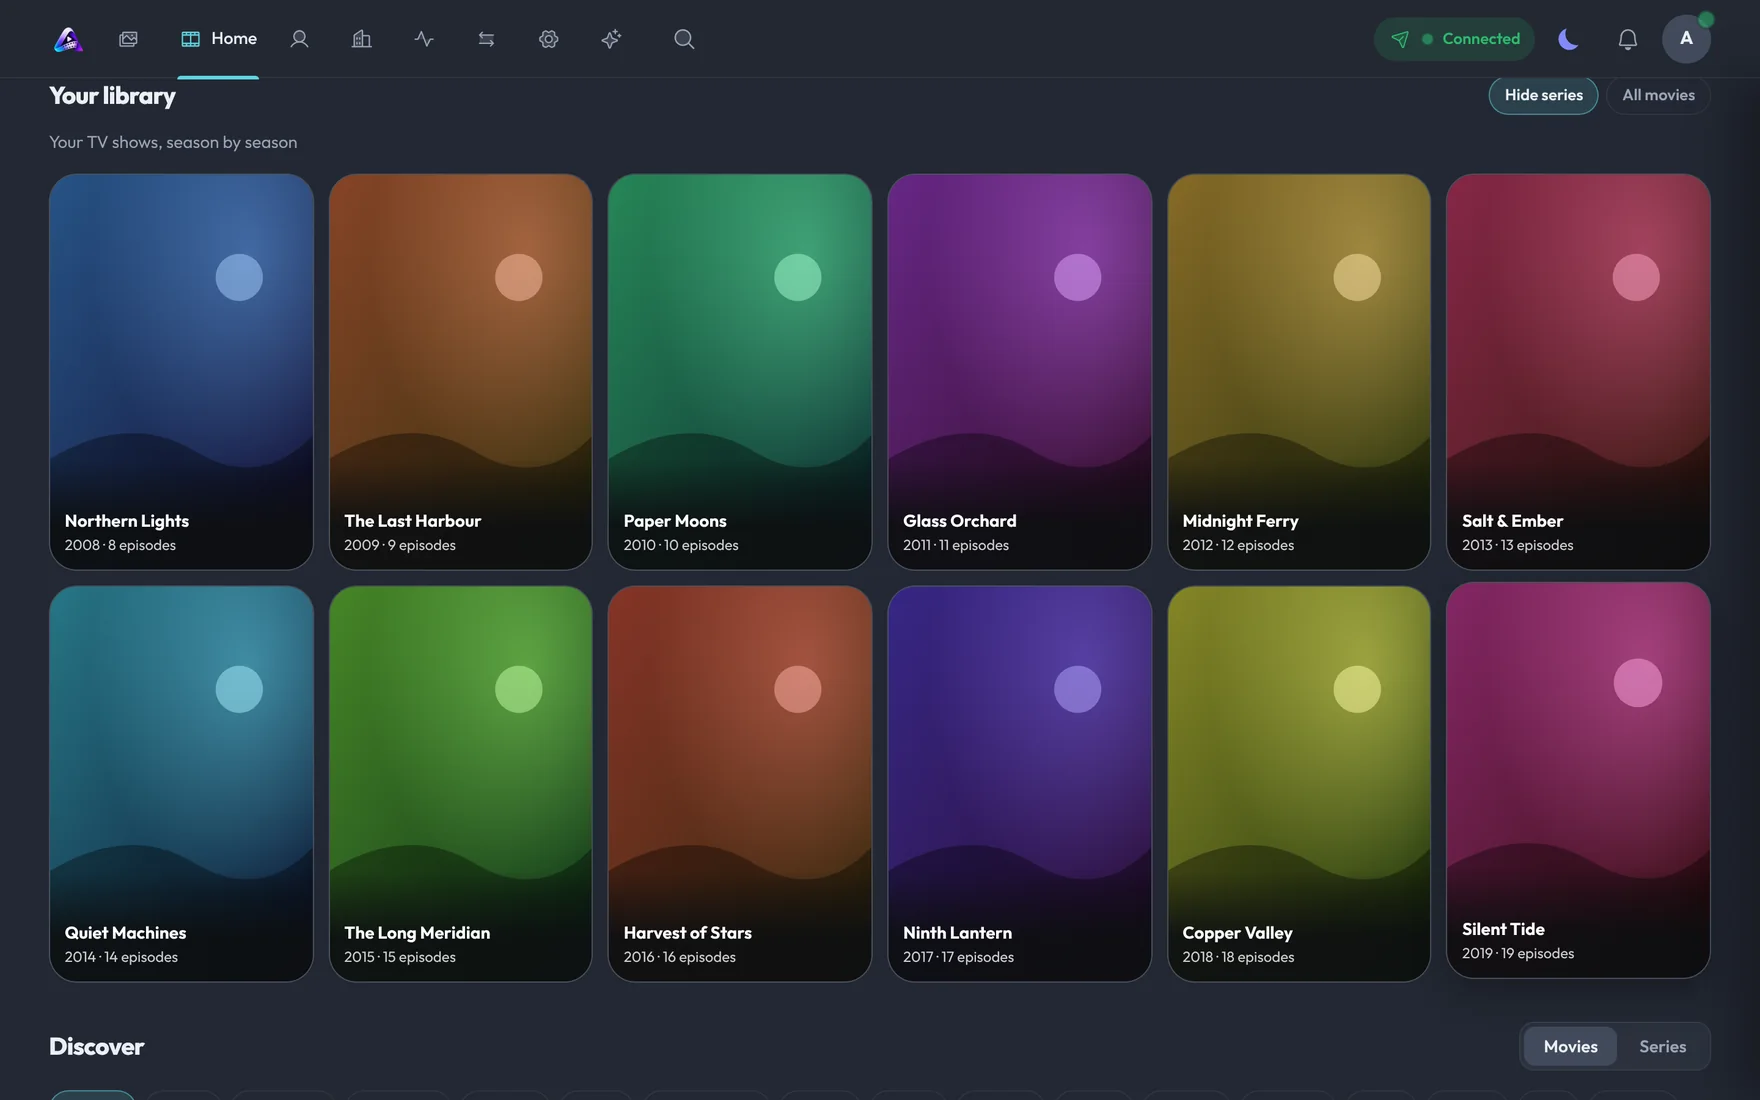 Home
Connected
A
Your library
Hide series
All movies
Your TV shows, season by season
Northern Lights
2008 · 8 episodes
The Last Harbour
2009 · 9 episodes
Paper Moons
2010 · 10 episodes
Glass Orchard
2011 · 11 episodes
Midnight Ferry
2012 · 12 episodes
Salt & Ember
2013 · 13 episodes
Quiet Machines
2014 · 14 episodes
The Long Meridian
2015 · 15 episodes
Harvest of Stars
2016 · 16 episodes
Ninth Lantern
2017 · 17 episodes
Copper Valley
2018 · 18 episodes
Silent Tide
2019 · 19 episodes
Discover
Movies
Series